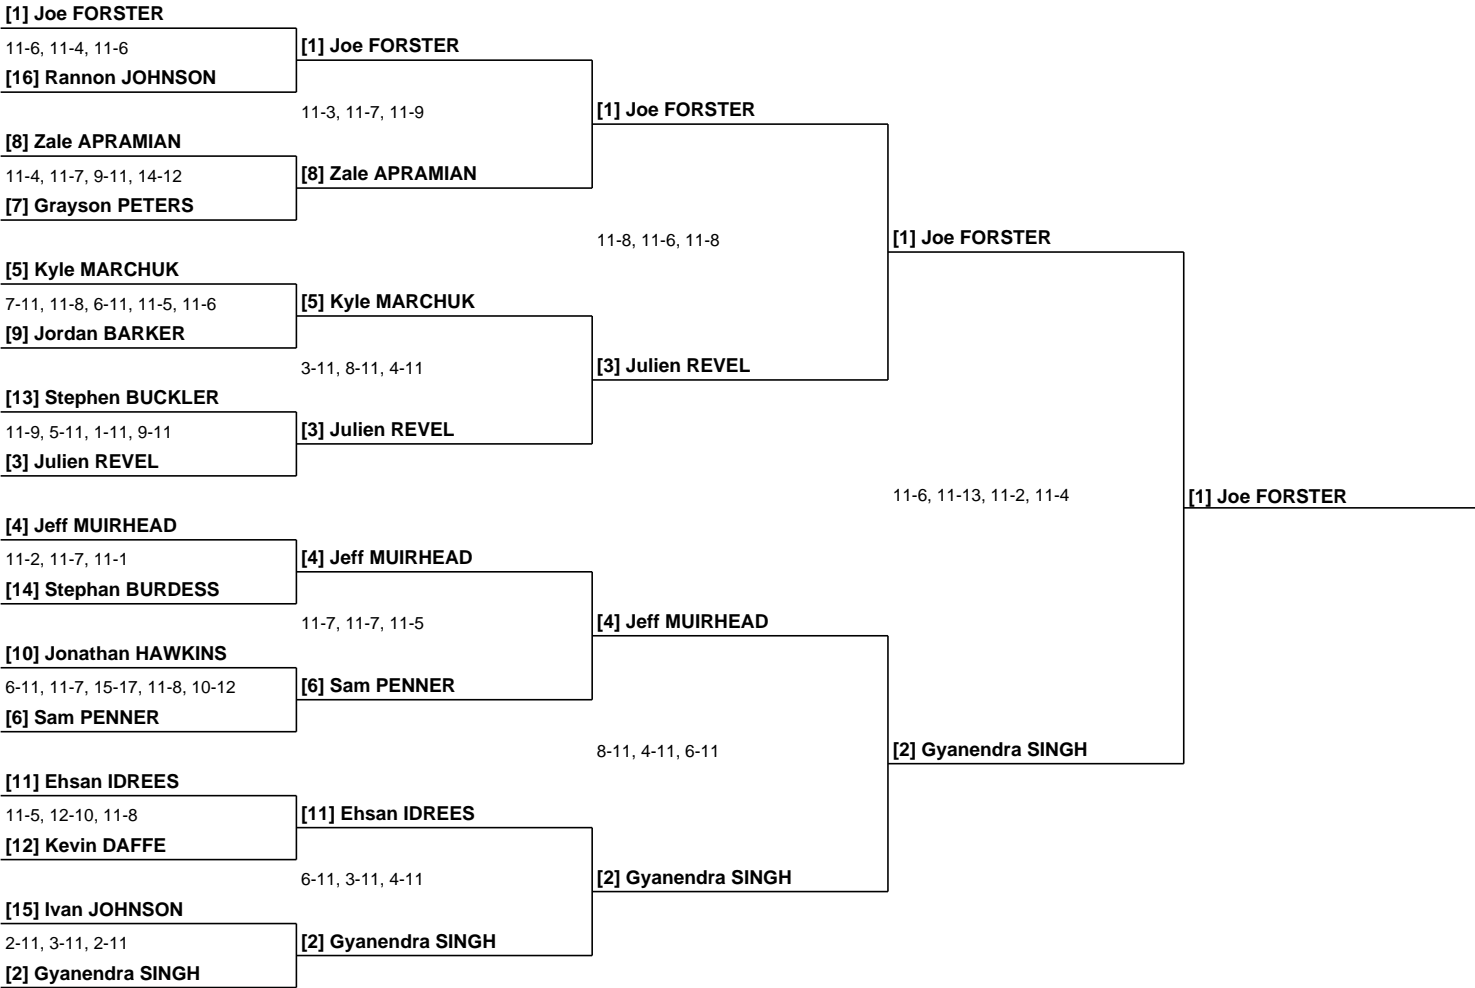 [1] Joe FORSTER
11-6, 11-4, 11-6
[16] Rannon JOHNSON
[8] Zale APRAMIAN
11-4, 11-7, 9-11, 14-12
[7] Grayson PETERS
[5] Kyle MARCHUK
7-11, 11-8, 6-11, 11-5, 11-6
[9] Jordan BARKER
[13] Stephen BUCKLER
11-9, 5-11, 1-11, 9-11
[3] Julien REVEL
[4] Jeff MUIRHEAD
11-2, 11-7, 11-1
[14] Stephan BURDESS
[10] Jonathan HAWKINS
6-11, 11-7, 15-17, 11-8, 10-12
[6] Sam PENNER
[11] Ehsan IDREES
11-5, 12-10, 11-8
[12] Kevin DAFFE
[15] Ivan JOHNSON
2-11, 3-11, 2-11
[2] Gyanendra SINGH
[1] Joe FORSTER
11-3, 11-7, 11-9
[8] Zale APRAMIAN
[5] Kyle MARCHUK
3-11, 8-11, 4-11
[3] Julien REVEL
[4] Jeff MUIRHEAD
11-7, 11-7, 11-5
[6] Sam PENNER
[11] Ehsan IDREES
6-11, 3-11, 4-11
[2] Gyanendra SINGH
[1] Joe FORSTER
11-8, 11-6, 11-8
[3] Julien REVEL
[4] Jeff MUIRHEAD
8-11, 4-11, 6-11
[2] Gyanendra SINGH
[1] Joe FORSTER
11-6, 11-13, 11-2, 11-4
[2] Gyanendra SINGH
[1] Joe FORSTER